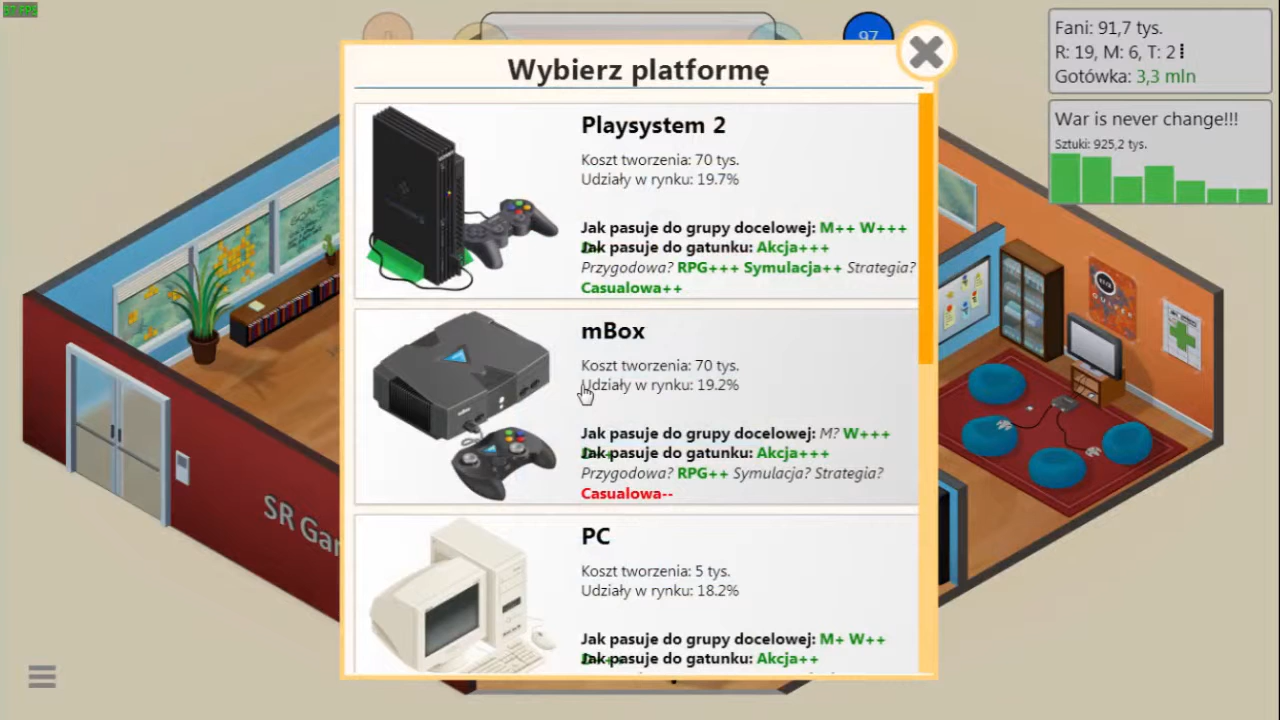 97
Fani: 91,7 tys.
R: 19, M: 6, T: 2
Gotówka: 3,3 mln
War is never change!!!
Sztuki: 925,2 tys.
Wybierz platformę
Playsystem 2
Koszt tworzenia: 70 tys.
Udziały w rynku: 19.7%
Jak pasuje do grupy docelowej: M++ W+++
Jak pasuje do gatunku: Akcja+++
Przygodowa? RPG+++ Symulacja++ Strategia?
Casualowa++
mBox
Koszt tworzenia: 70 tys.
Udziały w rynku: 19.2%
Jak pasuje do grupy docelowej: M? W+++
Jak pasuje do gatunku: Akcja+++
Przygodowa? RPG++ Symulacja? Strategia?
Casualowa--
PC
Koszt tworzenia: 5 tys.
Udziały w rynku: 18.2%
Jak pasuje do grupy docelowej: M+ W++
Jak pasuje do gatunku: Akcja++
GOALS
SR Ga